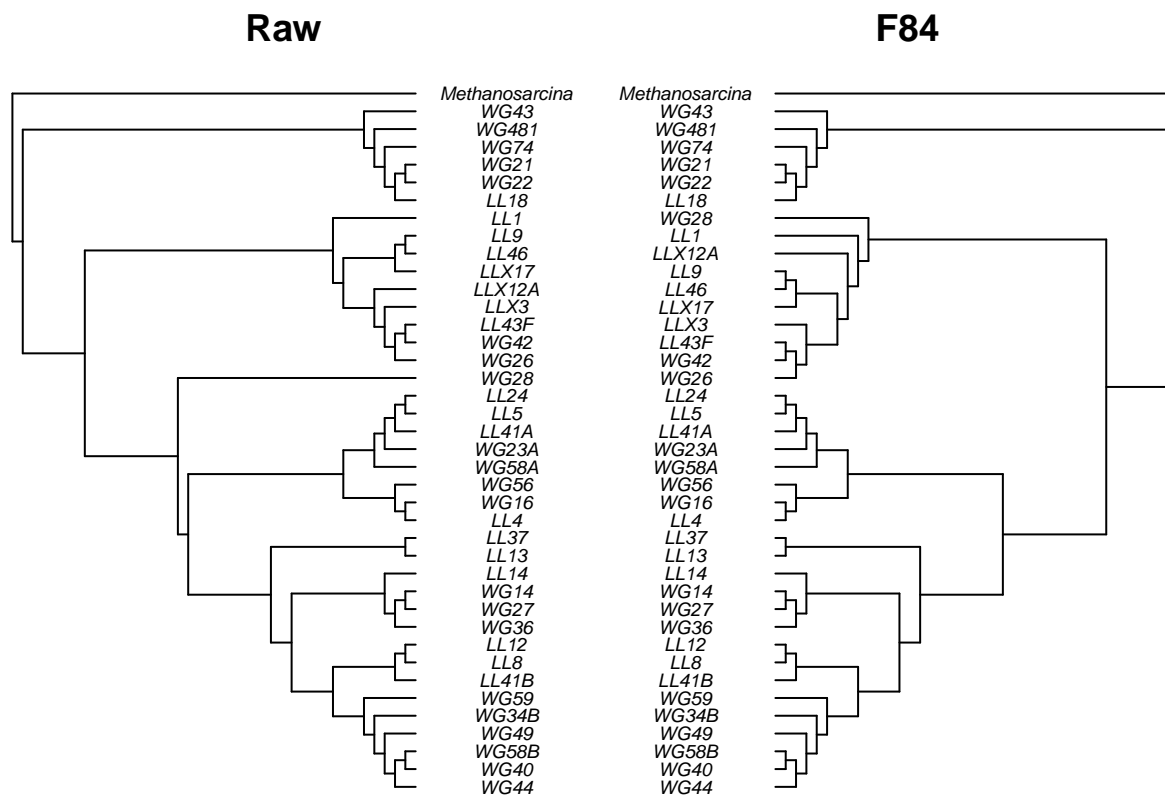 Raw F84
Methanosarcina Methanosarcina
WG43 WG43
WG481 WG481
WG74 WG74
WG21 WG21
WG22 WG22
LL18 LL18
LL1 WG28
LL9 LL1
LL46 LLX12A
LLX17 LL9
LLX12A LL46
LLX3 LLX17
LL43F LLX3
WG42 LL43F
WG26 WG42
WG28 WG26
LL24 LL24
LL5 LL5
LL41A LL41A
WG23A WG23A
WG58A WG58A
WG56 WG56
WG16 WG16
LL4 LL4
LL37 LL37
LL13 LL13
LL14 LL14
WG14 WG14
WG27 WG27
WG36 WG36
LL12 LL12
LL8 LL8
LL41B LL41B
WG59 WG59
WG34B WG34B
WG49 WG49
WG58B WG58B
WG40 WG40
WG44 WG44